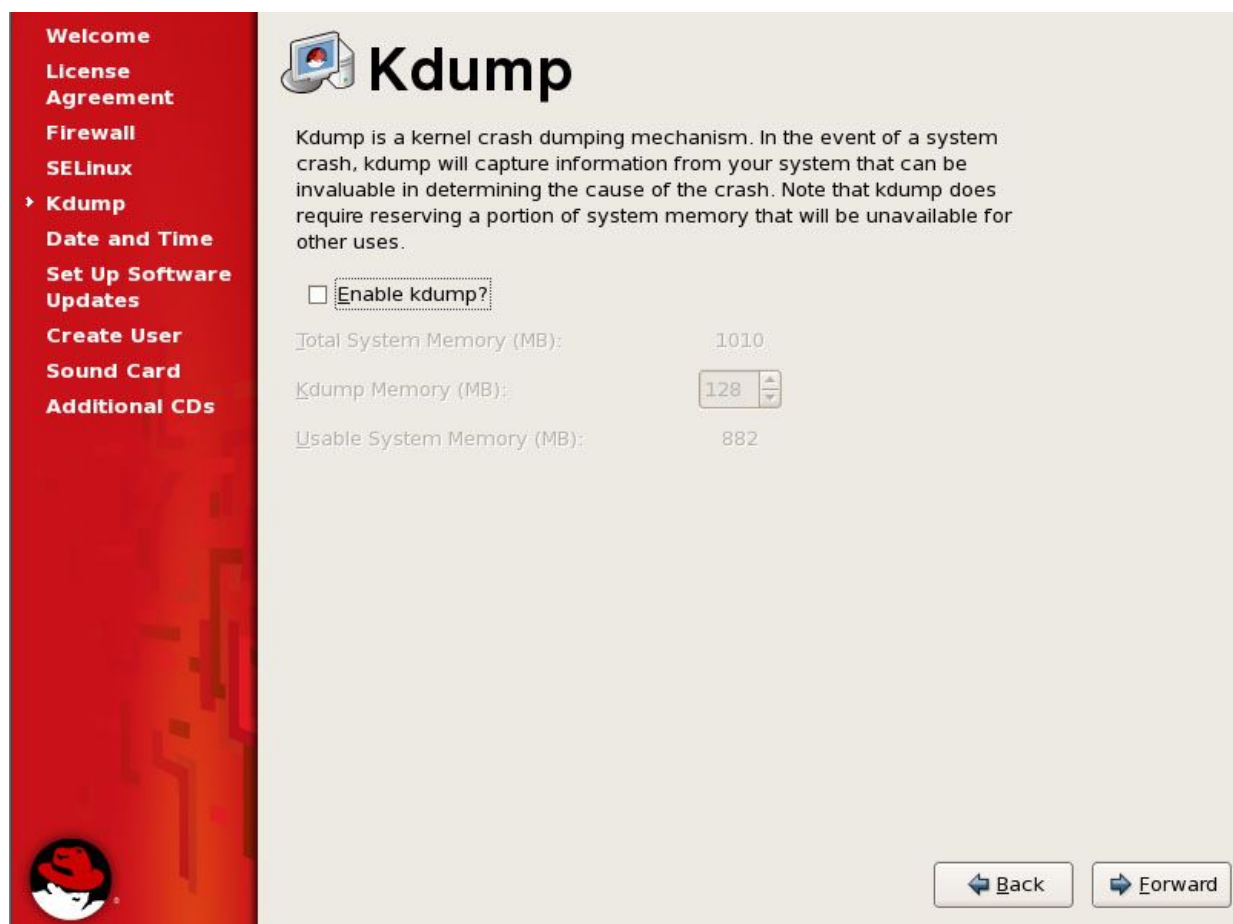 Welcome
License
Agreement
Firewall
SELinux
Kdump
Date and Time
Set Up Software
Updates
Create User
Sound Card
Additional CDs
Kdump
Kdump is a kernel crash dumping mechanism. In the event of a system
crash, kdump will capture information from your system that can be
invaluable in determining the cause of the crash. Note that kdump does
require reserving a portion of system memory that will be unavailable for
other uses.
Enable kdump?
Total System Memory (MB): 1010
Kdump Memory (MB): 128
Usable System Memory (MB): 882
Back Forward